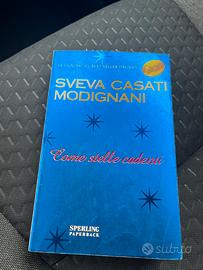 SVEVA CASATI
MODIGNANI
Come stelle cadenti
SPERLING
PAPERBACK
subito